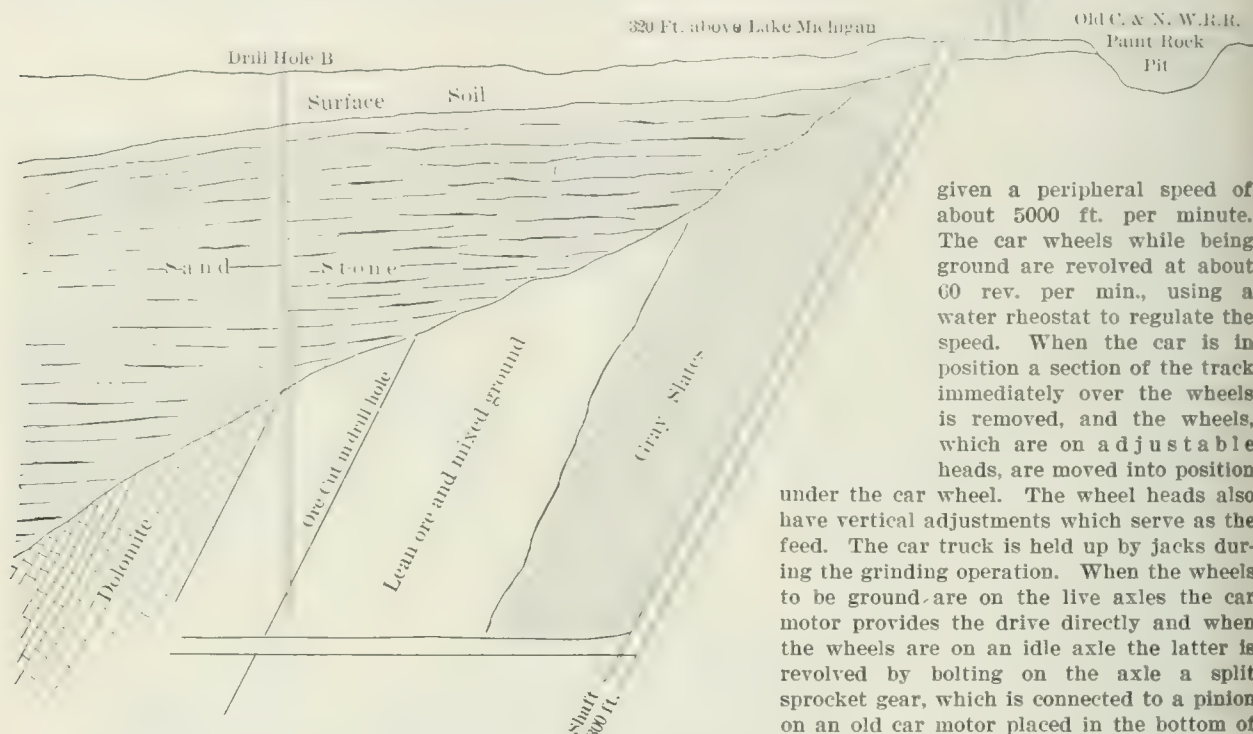 320 Ft. above Lake Michigan
Old C. & N. W.R.R.
Paint Rock
Pit
Drill Hole B
Surface Soil
Sand Stone
Dolomite
Ore Cut in drill hole
Lean ore and mixed ground
Gray Slates
Shaft
given a peripheral speed of
about 5000 ft. per minute.
The car wheels while being
ground are revolved at about
60 rev. per min., using a
water rheostat to regulate the
speed. When the car is in
position a section of the track
immediately over the wheels
is removed, and the wheels,
which are on adjustable
heads, are moved into position
under the car wheel. The wheel heads also
have vertical adjustments which serve as the
feed. The car truck is held up by jacks dur-
ing the grinding operation. When the wheels
to be ground are on the live axles the car
motor provides the drive directly and when
the wheels are on an idle axle the latter is
revolved by bolting on the axle a split
sprocket gear, which is connected to a pinion
on an old car motor placed in the bottom of